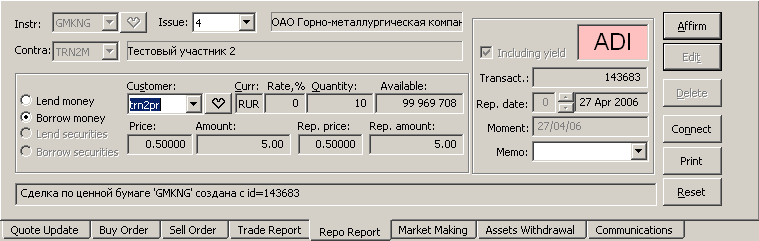 Instr: GMKNG Issue: 4 ОАО Горно-металлургическая компан
Contra: TRN2M Тестовый участник 2
Including yield ADI
Affirm
Edit
Transact.: 143683
Delete
Rep. date: 0 27 Apr 2006
Moment: 27/04/06
Connect
Memo:
Print
Reset
Lend money
Borrow money
Lend securities
Borrow securities
Customer: Curr: Rate,% Quantity: Available:
trn2pr RUR 0 10 99 969 708
Price: Amount: Rep. price: Rep. amount:
0.50000 5.00 0.50000 5.00
Сделка по ценной бумаге 'GMKNG' создана с id=143683
Quote Update Buy Order Sell Order Trade Report Repo Report Market Making Assets Withdrawal Communications